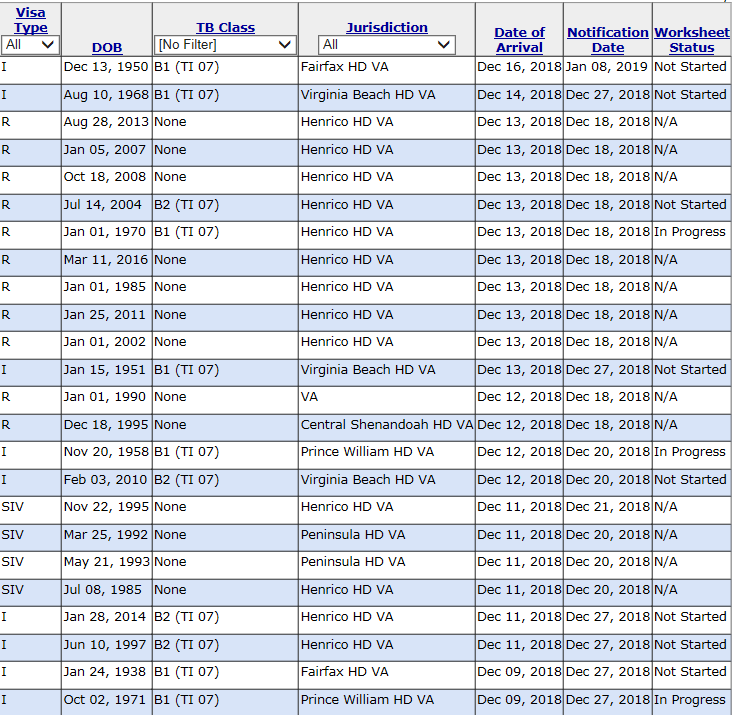 Visa Type TB Class Jurisdiction Date of Arrival Notification Date Worksheet Status
All DOB [No Filter] All
I Dec 13, 1950 B1 (TI 07) Fairfax HD VA Dec 16, 2018 Jan 08, 2019 Not Started
I Aug 10, 1968 B1 (TI 07) Virginia Beach HD VA Dec 14, 2018 Dec 27, 2018 Not Started
R Aug 28, 2013 None Henrico HD VA Dec 13, 2018 Dec 18, 2018 N/A
R Jan 05, 2007 None Henrico HD VA Dec 13, 2018 Dec 18, 2018 N/A
R Oct 18, 2008 None Henrico HD VA Dec 13, 2018 Dec 18, 2018 N/A
R Jul 14, 2004 B2 (TI 07) Henrico HD VA Dec 13, 2018 Dec 18, 2018 Not Started
R Jan 01, 1970 B1 (TI 07) Henrico HD VA Dec 13, 2018 Dec 18, 2018 In Progress
R Mar 11, 2016 None Henrico HD VA Dec 13, 2018 Dec 18, 2018 N/A
R Jan 01, 1985 None Henrico HD VA Dec 13, 2018 Dec 18, 2018 N/A
R Jan 25, 2011 None Henrico HD VA Dec 13, 2018 Dec 18, 2018 N/A
R Jan 01, 2002 None Henrico HD VA Dec 13, 2018 Dec 18, 2018 N/A
I Jan 15, 1951 B1 (TI 07) Virginia Beach HD VA Dec 13, 2018 Dec 27, 2018 Not Started
R Jan 01, 1990 None VA Dec 12, 2018 Dec 18, 2018 N/A
R Dec 18, 1995 None Central Shenandoah HD VA Dec 12, 2018 Dec 18, 2018 N/A
I Nov 20, 1958 B1 (TI 07) Prince William HD VA Dec 12, 2018 Dec 20, 2018 In Progress
I Feb 03, 2010 B2 (TI 07) Virginia Beach HD VA Dec 12, 2018 Dec 20, 2018 Not Started
SIV Nov 22, 1995 None Henrico HD VA Dec 11, 2018 Dec 21, 2018 N/A
SIV Mar 25, 1992 None Peninsula HD VA Dec 11, 2018 Dec 20, 2018 N/A
SIV May 21, 1993 None Peninsula HD VA Dec 11, 2018 Dec 20, 2018 N/A
SIV Jul 08, 1985 None Henrico HD VA Dec 11, 2018 Dec 20, 2018 N/A
I Jan 28, 2014 B2 (TI 07) Henrico HD VA Dec 11, 2018 Dec 27, 2018 Not Started
I Jun 10, 1997 B2 (TI 07) Henrico HD VA Dec 11, 2018 Dec 27, 2018 Not Started
I Jan 24, 1938 B1 (TI 07) Fairfax HD VA Dec 09, 2018 Dec 27, 2018 Not Started
I Oct 02, 1971 B1 (TI 07) Prince William HD VA Dec 09, 2018 Dec 27, 2018 In Progress